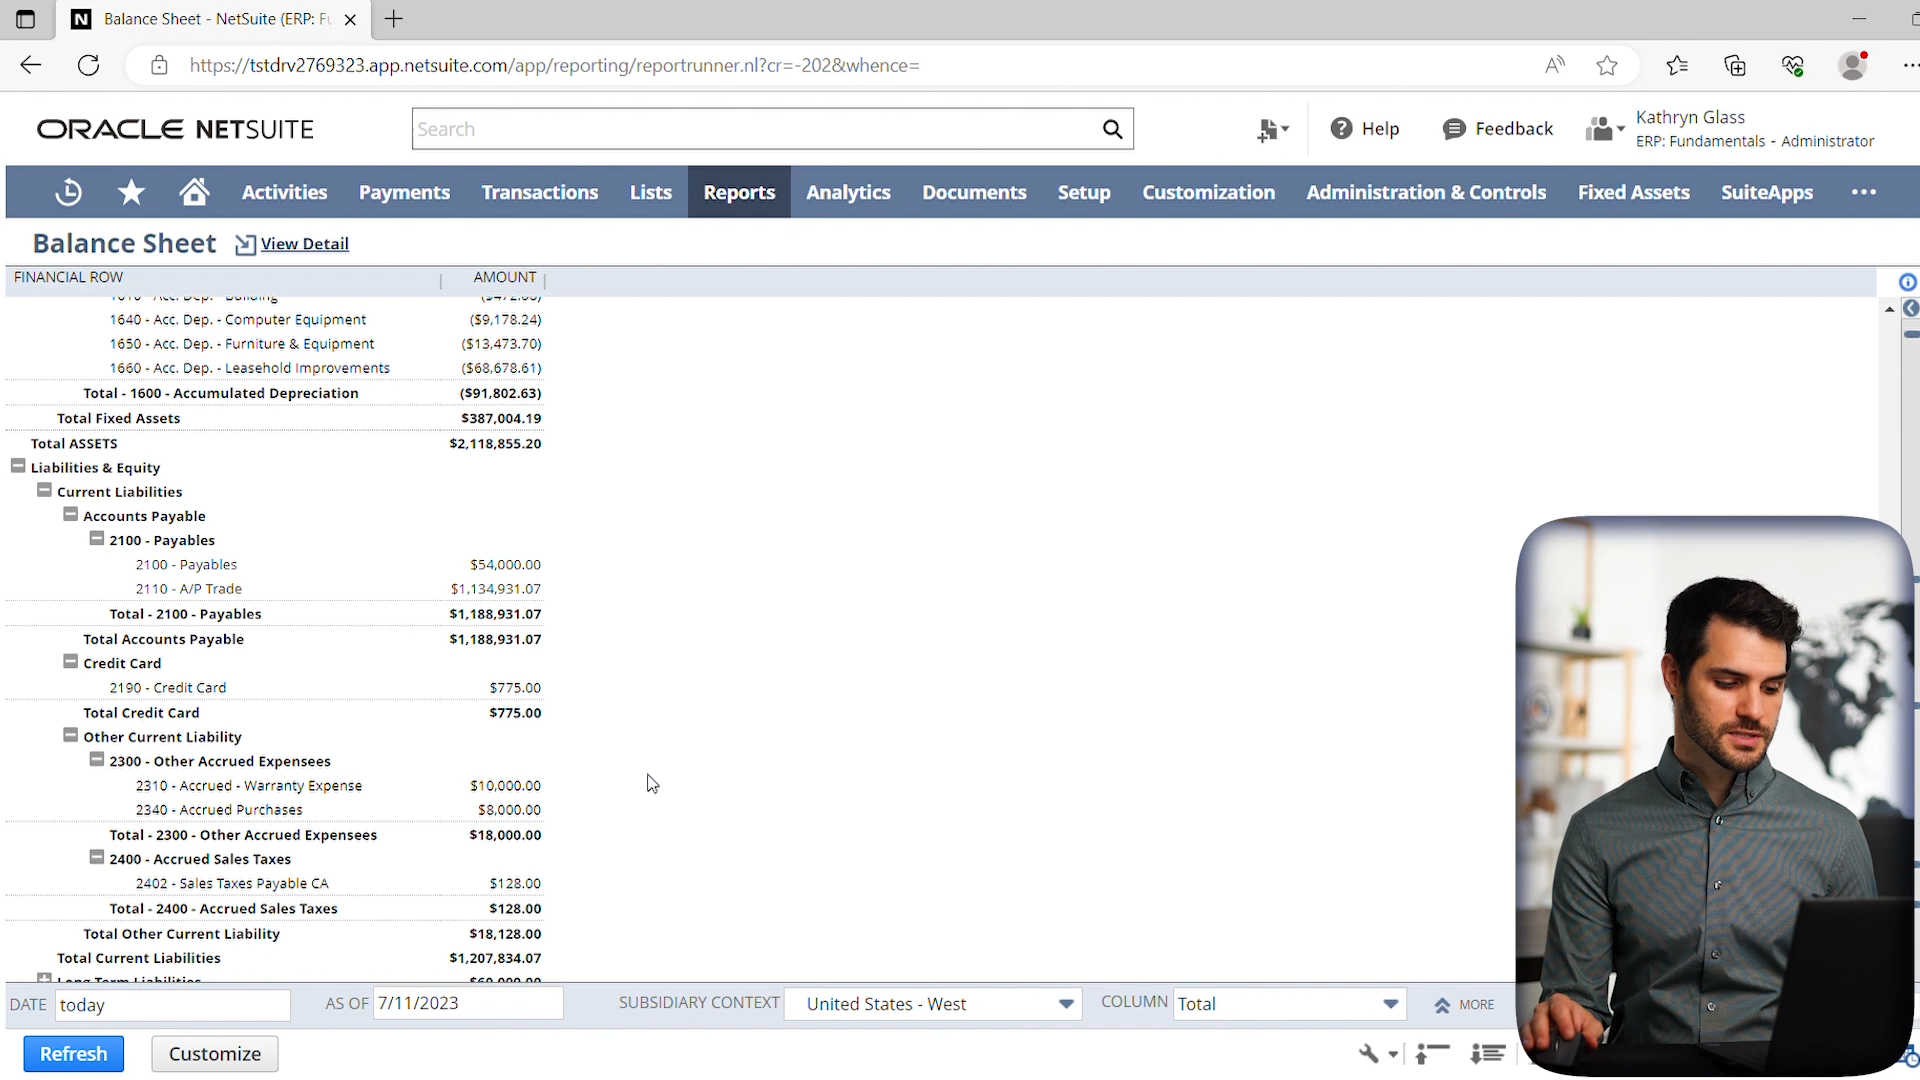 Balance Sheet - NetSuite (ERP: Fu
https://tstdrv2769323.app.netsuite.com/app/reporting/reportrunner.nl?cr=-202&whence=
ORACLE NETSUITE
Search
Help
Feedback
Kathryn Glass
ERP: Fundamentals - Administrator
Activities Payments Transactions Lists Reports Analytics Documents Setup Customization Administration & Controls Fixed Assets SuiteApps
Balance Sheet View Detail
FINANCIAL ROW AMOUNT
1640 - Acc. Dep. - Computer Equipment ($9,178.24)
1650 - Acc. Dep. - Furniture & Equipment ($13,473.70)
1660 - Acc. Dep. - Leasehold Improvements ($68,678.61)
Total - 1600 - Accumulated Depreciation ($91,802.63)
Total Fixed Assets $387,004.19
Total ASSETS $2,118,855.20
Liabilities & Equity
Current Liabilities
Accounts Payable
2100 - Payables
2100 - Payables $54,000.00
2110 - A/P Trade $1,134,931.07
Total - 2100 - Payables $1,188,931.07
Total Accounts Payable $1,188,931.07
Credit Card
2190 - Credit Card $775.00
Total Credit Card $775.00
Other Current Liability
2300 - Other Accrued Expensees
2310 - Accrued - Warranty Expense $10,000.00
2340 - Accrued Purchases $8,000.00
Total - 2300 - Other Accrued Expensees $18,000.00
2400 - Accrued Sales Taxes
2402 - Sales Taxes Payable CA $128.00
Total - 2400 - Accrued Sales Taxes $128.00
Total Other Current Liability $18,128.00
Total Current Liabilities $1,207,834.07
Long Term Liabilities $60,000.00
DATE today AS OF 7/11/2023 SUBSIDIARY CONTEXT United States - West COLUMN Total MORE
Refresh Customize